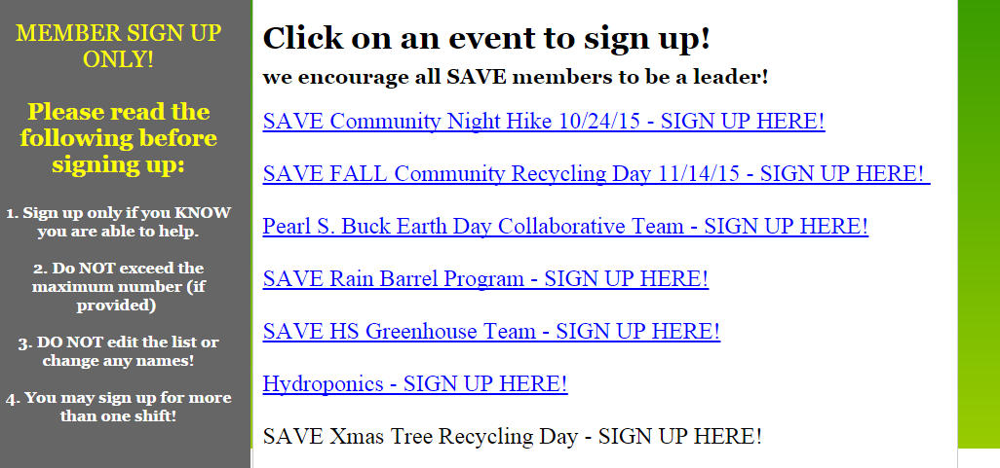 MEMBER SIGN UP
ONLY!
Please read the
following before
signing up:
1. Sign up only if you KNOW
you are able to help.
2. Do NOT exceed the
maximum number (if
provided)
3. DO NOT edit the list or
change any names!
4. You may sign up for more
than one shift!
Click on an event to sign up!
we encourage all SAVE members to be a leader!
SAVE Community Night Hike 10/24/15 - SIGN UP HERE!
SAVE FALL Community Recycling Day 11/14/15 - SIGN UP HERE!
Pearl S. Buck Earth Day Collaborative Team - SIGN UP HERE!
SAVE Rain Barrel Program - SIGN UP HERE!
SAVE HS Greenhouse Team - SIGN UP HERE!
Hydroponics - SIGN UP HERE!
SAVE Xmas Tree Recycling Day - SIGN UP HERE!